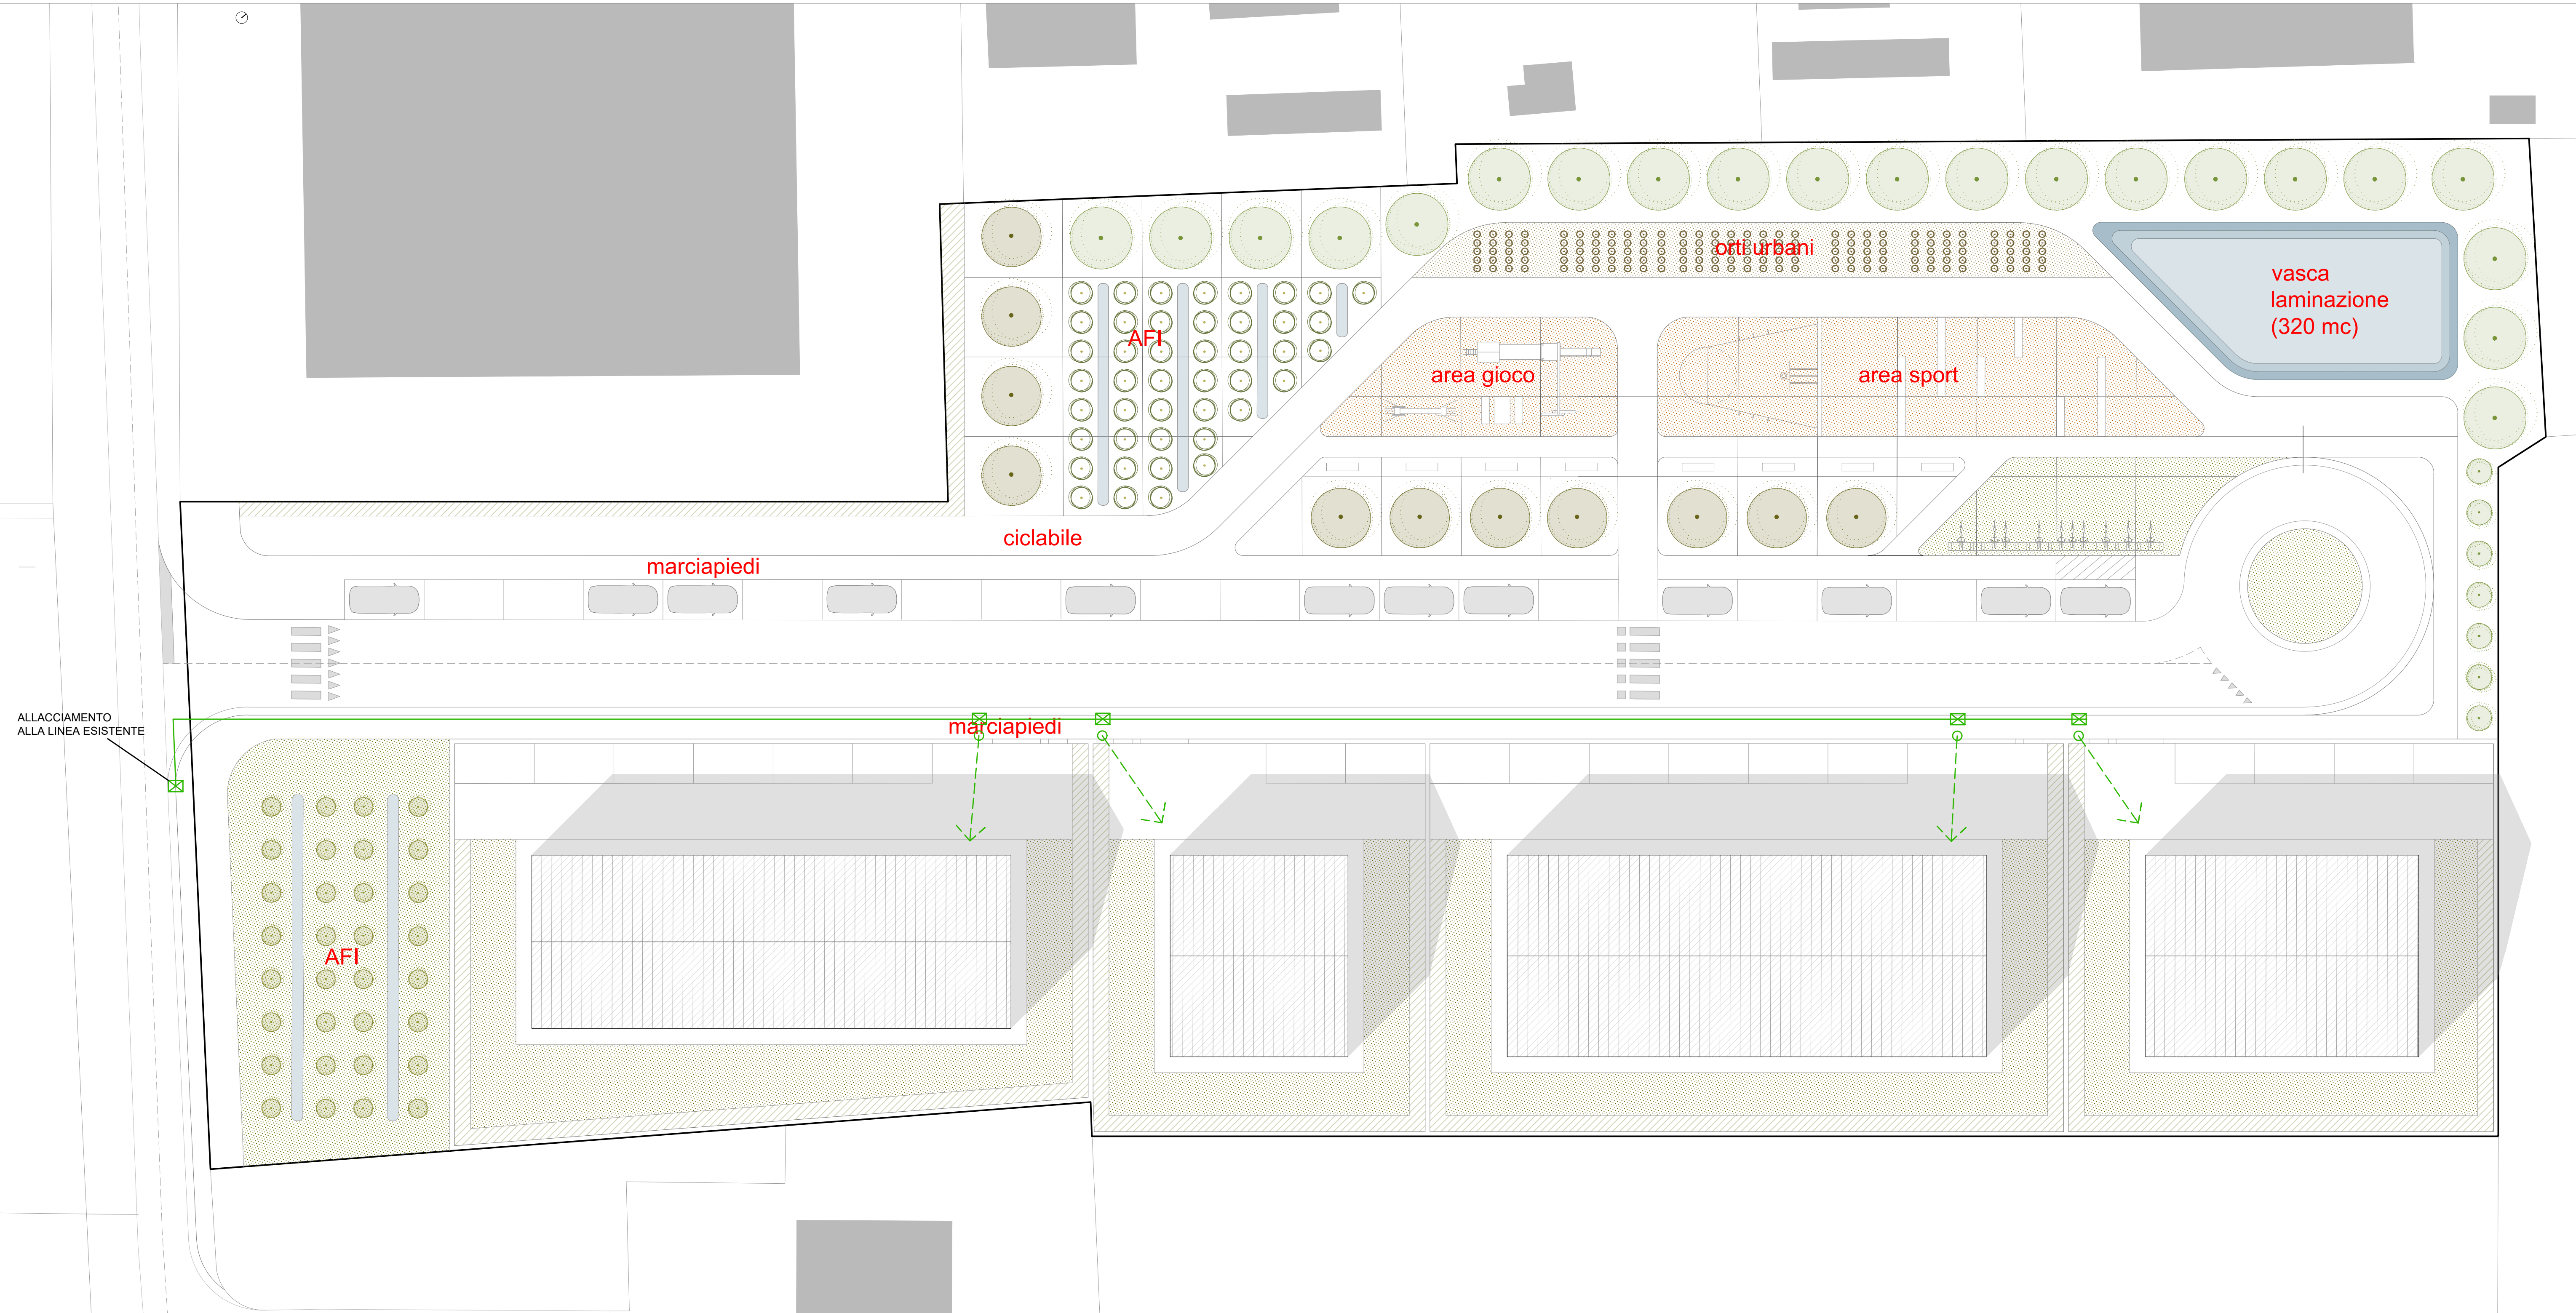 orti urbani
vasca
laminazione
(320 mc)
AFI
area gioco
area sport
ciclabile
marciapiedi
ALLACCIAMENTO
ALLA LINEA ESISTENTE
marciapiedi
AFI